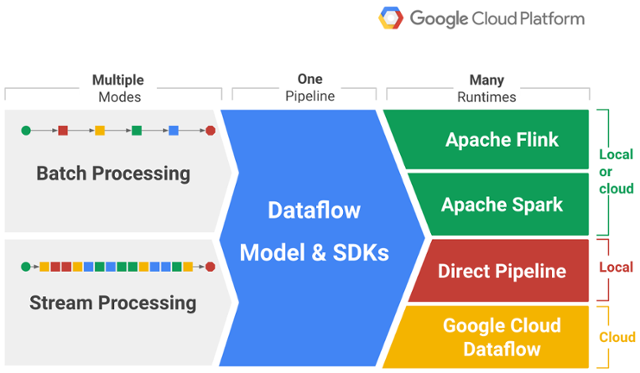 Google Cloud Platform
Multiple
Modes
One
Pipeline
Many
Runtimes
Batch Processing
Stream Processing
Dataflow
Model & SDKs
Apache Flink
Apache Spark
Direct Pipeline
Google Cloud
Dataflow
Local
or
cloud
Local
Cloud